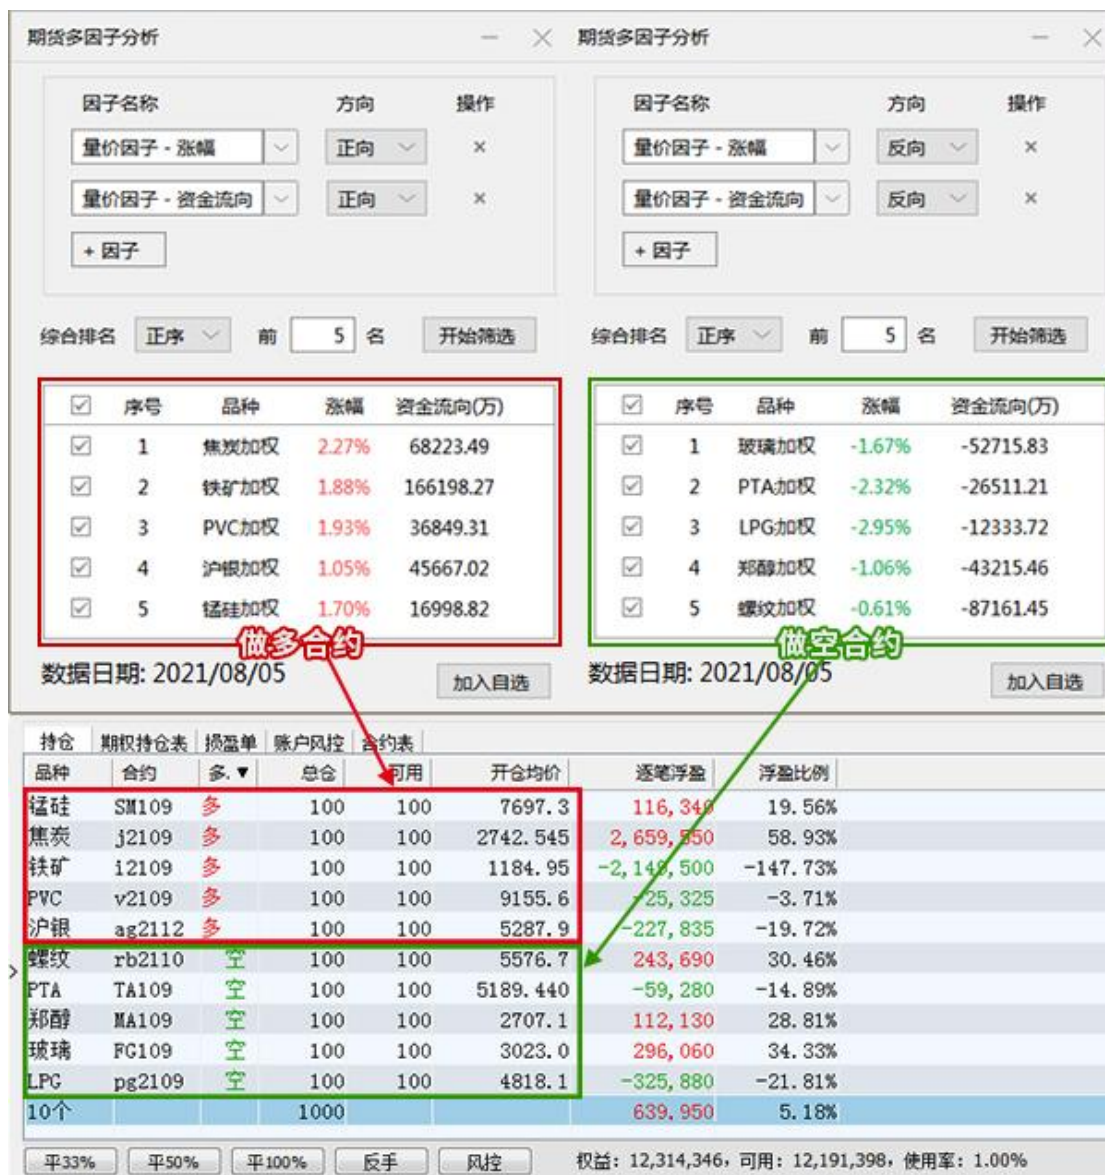 期货多因子分析 － ×
因子名称 方向 操作
量价因子 - 涨幅 正向 ×
量价因子 - 资金流向 正向 ×
+ 因子
综合排名 正序 前 5 名 开始筛选
序号 品种 涨幅 资金流向(万)
1 焦炭加权 2.27% 68223.49
2 铁矿加权 1.88% 166198.27
3 PVC加权 1.93% 36849.31
4 沪银加权 1.05% 45667.02
5 锰硅加权 1.70% 16998.82
做多合约
数据日期: 2021/08/05 加入自选
期货多因子分析 － ×
因子名称 方向 操作
量价因子 - 涨幅 反向 ×
量价因子 - 资金流向 反向 ×
+ 因子
综合排名 正序 前 5 名 开始筛选
序号 品种 涨幅 资金流向(万)
1 玻璃加权 -1.67% -52715.83
2 PTA加权 -2.32% -26511.21
3 LPG加权 -2.95% -12333.72
4 郑醇加权 -1.06% -43215.46
5 螺纹加权 -0.61% -87161.45
做空合约
数据日期: 2021/08/05 加入自选
持仓 期权持仓表 损盈单 账户风控 合约表
品种 合约 多.▼ 总仓 可用 开仓均价 逐笔浮盈 浮盈比例
锰硅 SM109 多 100 100 7697.3 116,340 19.56%
焦炭 j2109 多 100 100 2742.545 2,659,550 58.93%
铁矿 i2109 多 100 100 1184.95 -147.73%
PVC v2109 多 100 100 9155.6 -25,325 -3.71%
沪银 ag2112 多 100 100 5287.9 -227,835 -19.72%
螺纹 rb2110 空 100 100 5576.7 243,690 30.46%
PTA TA109 空 100 100 5189.440 -59,280 -14.89%
郑醇 MA109 空 100 100 2707.1 112,130 28.81%
玻璃 FG109 空 100 100 3023.0 296,060 34.33%
LPG pg2109 空 100 100 4818.1 -325,880 -21.81%
10个 1000 639,950 5.18%
平33% 平50% 平100% 反手 风控 权益: 12,314,346, 可用: 12,191,398, 使用率: 1.00%